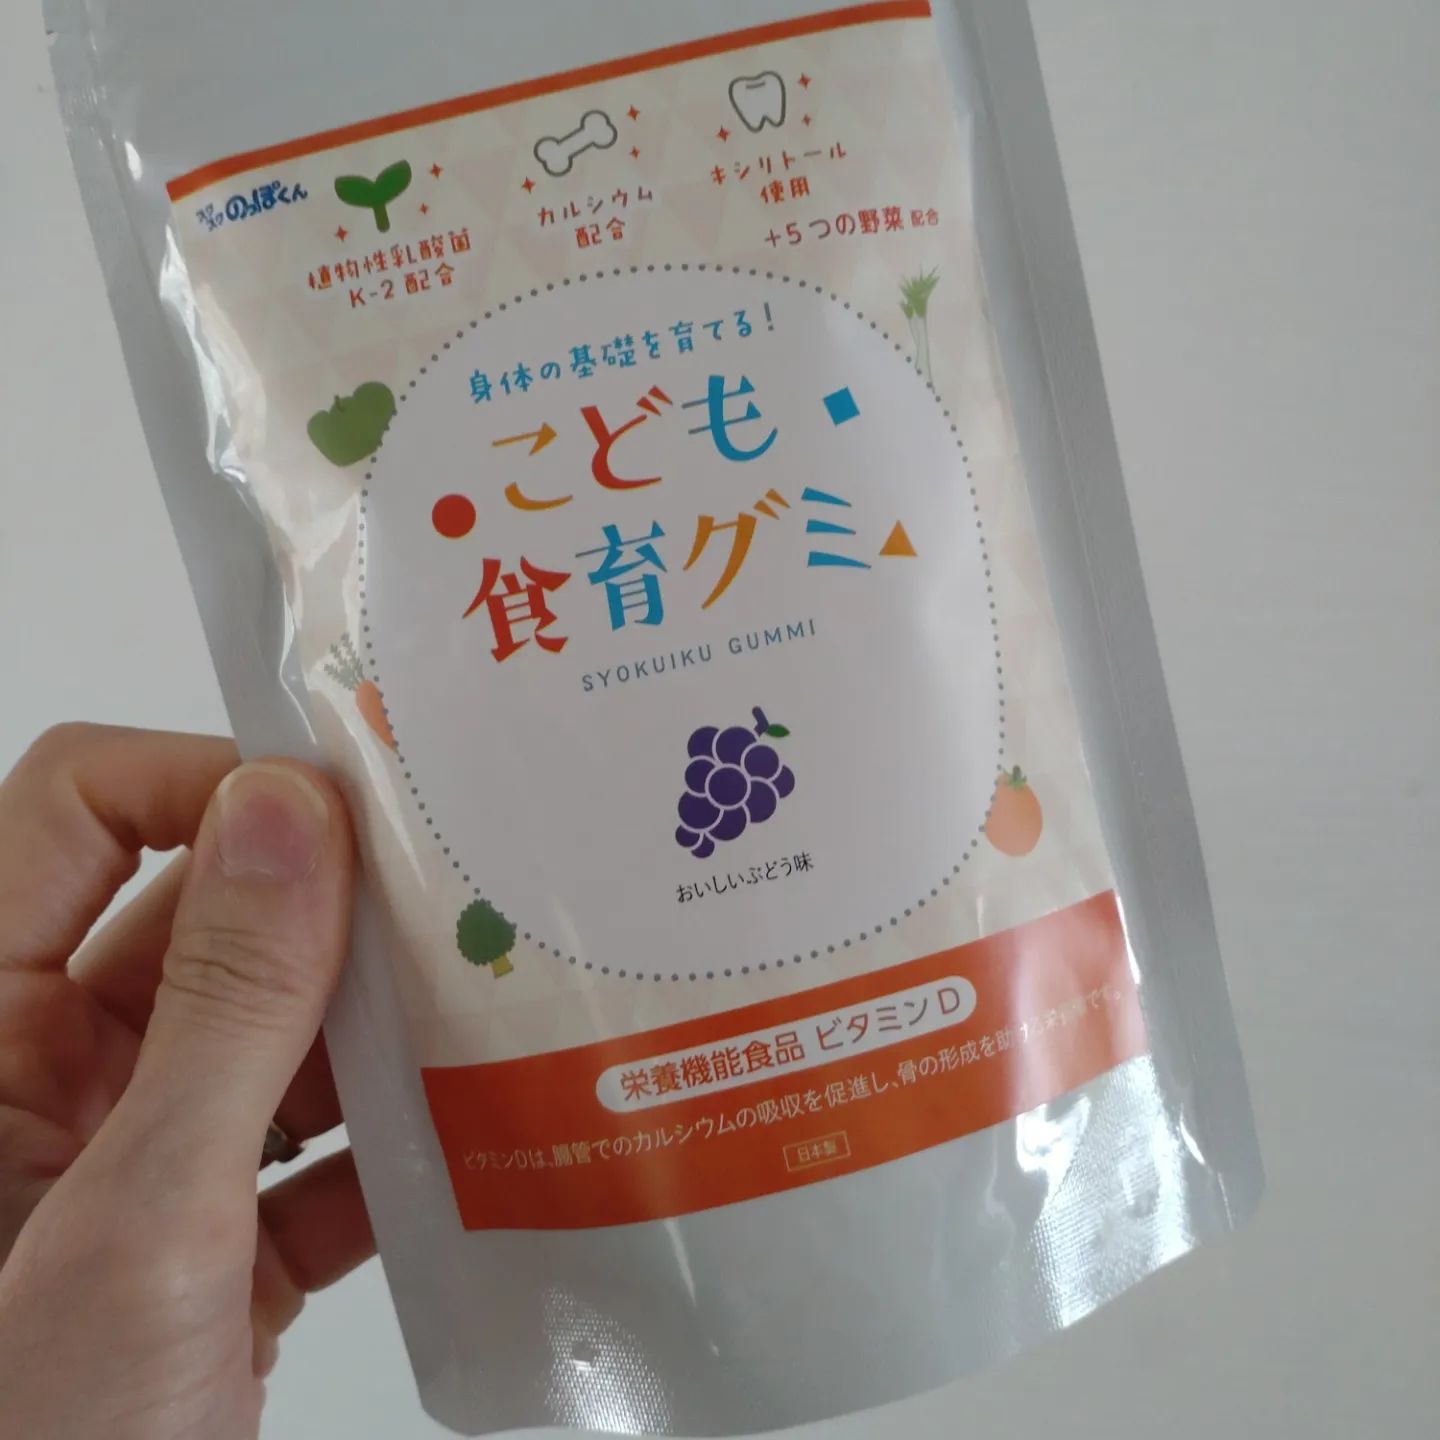 スクスクのっぽくん
植物性乳酸菌
K-2 配合
カルシウム
配合
キシリトール
使用
+5つの野菜 配合
身体の基礎を育てる!
こども
食育グミ
SYOKUIKU GUMMI
おいしいぶどう味
栄養機能食品 ビタミンD
ビタミンDは、腸管でのカルシウムの吸収を促進し、骨の形成を助ける栄養素です。
日本製